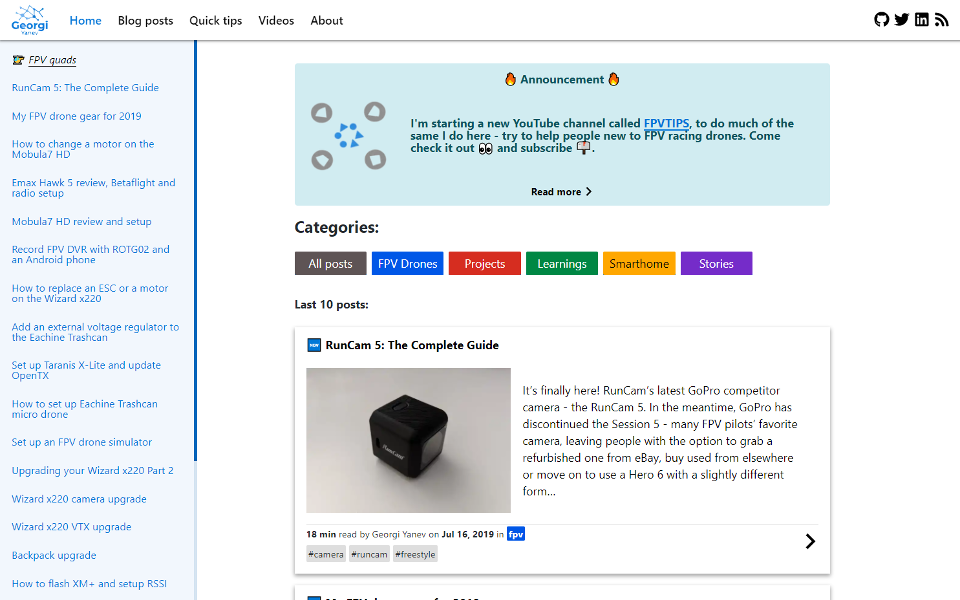 Georgi
Yanev
Home
Blog posts
Quick tips
Videos
About
FPV quads
RunCam 5: The Complete Guide
My FPV drone gear for 2019
How to change a motor on the
Mobula7 HD
Emax Hawk 5 review, Betaflight and
radio setup
Mobula7 HD review and setup
Record FPV DVR with ROTG02 and
an Android phone
How to replace an ESC or a motor
on the Wizard x220
Add an external voltage regulator to
the Eachine Trashcan
Set up Taranis X-Lite and update
OpenTX
How to set up Eachine Trashcan
micro drone
Set up an FPV drone simulator
Upgrading your Wizard x220 Part 2
Wizard x220 camera upgrade
Wizard x220 VTX upgrade
Backpack upgrade
How to flash XM+ and setup RSSI
Announcement
I'm starting a new YouTube channel called FPVTIPS, to do much of the
same I do here - try to help people new to FPV racing drones. Come
check it out 👀 and subscribe 📬.
Read more
Categories:
All posts
FPV Drones
Projects
Learnings
Smarthome
Stories
Last 10 posts:
RunCam 5: The Complete Guide
RunCam
It's finally here! RunCam's latest GoPro competitor
camera - the RunCam 5. In the meantime, GoPro has
discontinued the Session 5 - many FPV pilots' favorite
camera, leaving people with the option to grab a
refurbished one from eBay, buy used from elsewhere
or move on to use a Hero 6 with a slightly different
form...
18 min read by Georgi Yanev on Jul 16, 2019 in fpv
#camera #runcam #freestyle